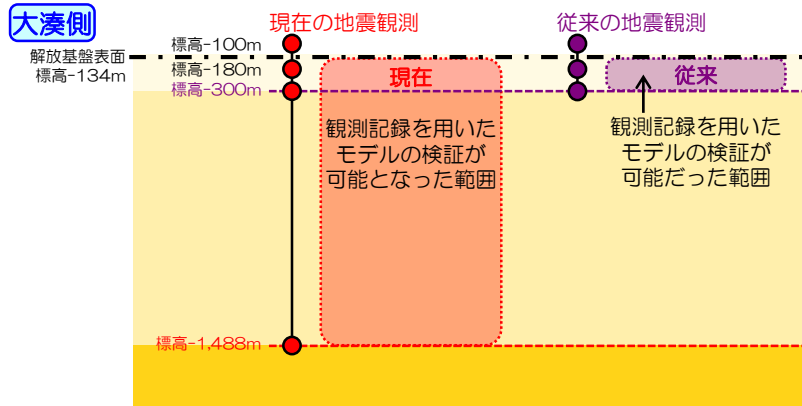 大湊側
現在の地震観測
従来の地震観測
標高-100m
解放基盤表面
標高-134m
標高-180m
標高-300m
現在
従来
観測記録を用いた
モデルの検証が
可能となった範囲
観測記録を用いた
モデルの検証が
可能だった範囲
標高-1,488m